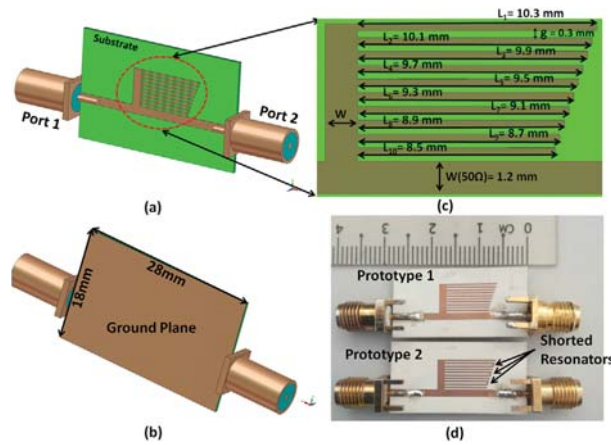 Substrate
Port 1
Port 2
(a)
L₁= 10.3 mm
g = 0.3 mm
L₂= 10.1 mm
L₃= 9.9 mm
L₄= 9.7 mm
L₅= 9.5 mm
L₆= 9.3 mm
L₇= 9.1 mm
W
L₈= 8.9 mm
L₉= 8.7 mm
L₁₀= 8.5 mm
W(50Ω)= 1.2 mm
(c)
18mm
28mm
Ground Plane
(b)
4 3 2 1 CM 0
Prototype 1
Prototype 2
Shorted
Resonators
(d)